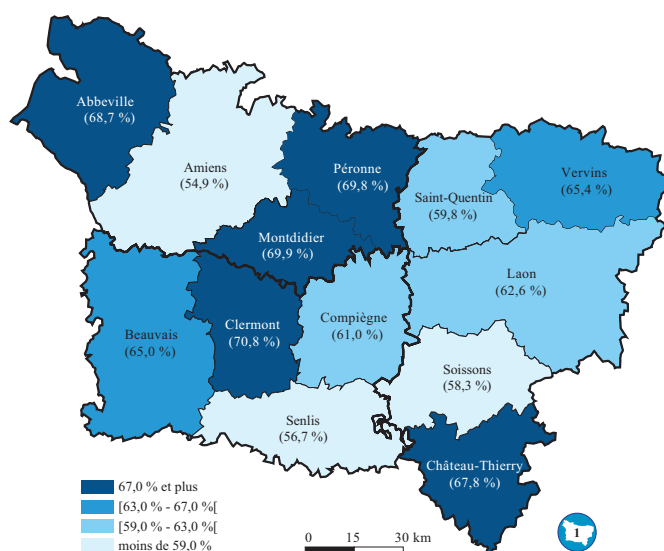 Abbeville
(68,7 %)
Amiens
(54,9 %)
Péronne
(69,8 %)
Saint-Quentin
(59,8 %)
Vervins
(65,4 %)
Montdidier
(69,9 %)
Laon
(62,6 %)
Beauvais
(65,0 %)
Clermont
(70,8 %)
Compiègne
(61,0 %)
Soissons
(58,3 %)
Senlis
(56,7 %)
Château-Thierry
(67,8 %)
67,0 % et plus
[63,0 % - 67,0 %[
[59,0 % - 63,0 %[
moins de 59,0 %
0 15 30 km
1